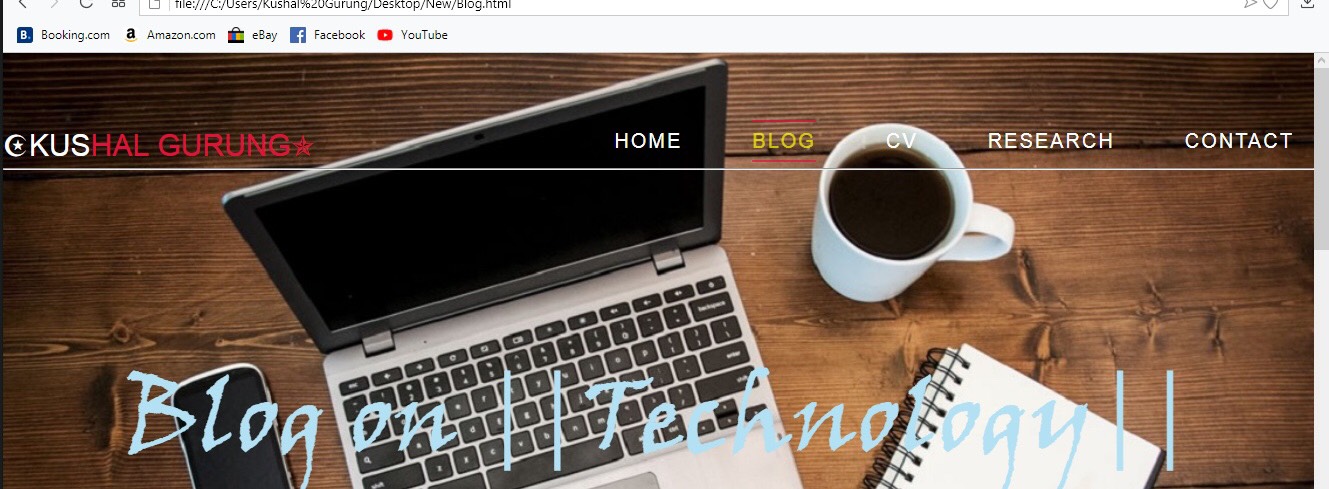 file:///C:/Users/Kushal%20Gurung/Desktop/New/Blog.html
B. Booking.com a Amazon.com eBay f Facebook YouTube
☪KUSHAL GURUNG✯ HOME BLOG CV RESEARCH CONTACT
Blog on ||Technology||